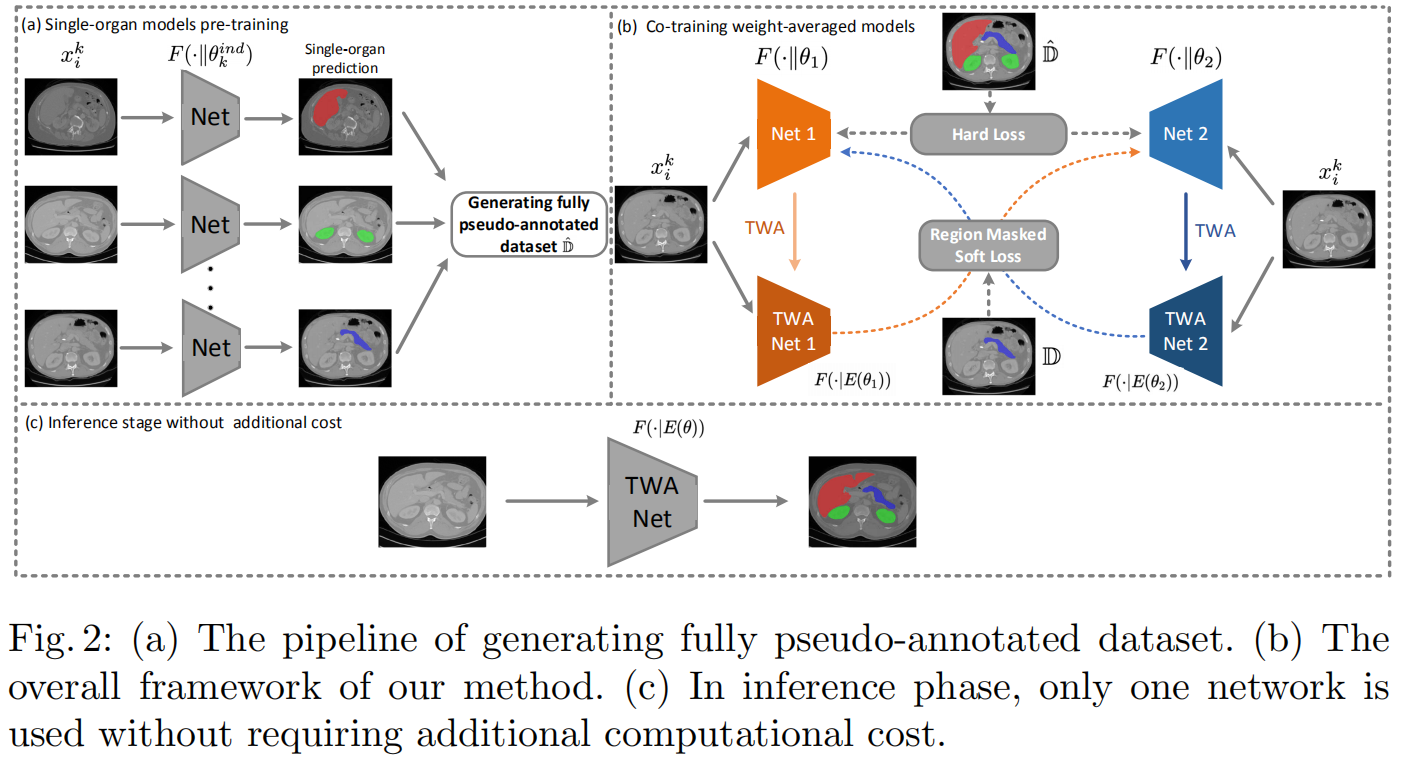 (a) Single-organ models pre-training
$x_i^k$
$F(\cdot \| \theta_k^{ind})$
Single-organ
prediction
Net
Net
Net
Generating fully
pseudo-annotated
dataset $\hat{\mathbb{D}}$
(b) Co-training weight-averaged models
$F(\cdot \| \theta_1)$
$\hat{\mathbb{D}}$
$F(\cdot \| \theta_2)$
Net 1
Hard Loss
Net 2
$x_i^k$
$x_i^k$
TWA
Region Masked
Soft Loss
TWA
TWA
Net 1
$\mathbb{D}$
TWA
Net 2
$F(\cdot | E(\theta_1))$
$F(\cdot | E(\theta_2))$
(c) Inference stage without additional cost
$F(\cdot | E(\theta))$
TWA
Net
Fig. 2: (a) The pipeline of generating fully pseudo-annotated dataset. (b) The
overall framework of our method. (c) In inference phase, only one network is
used without requiring additional computational cost.